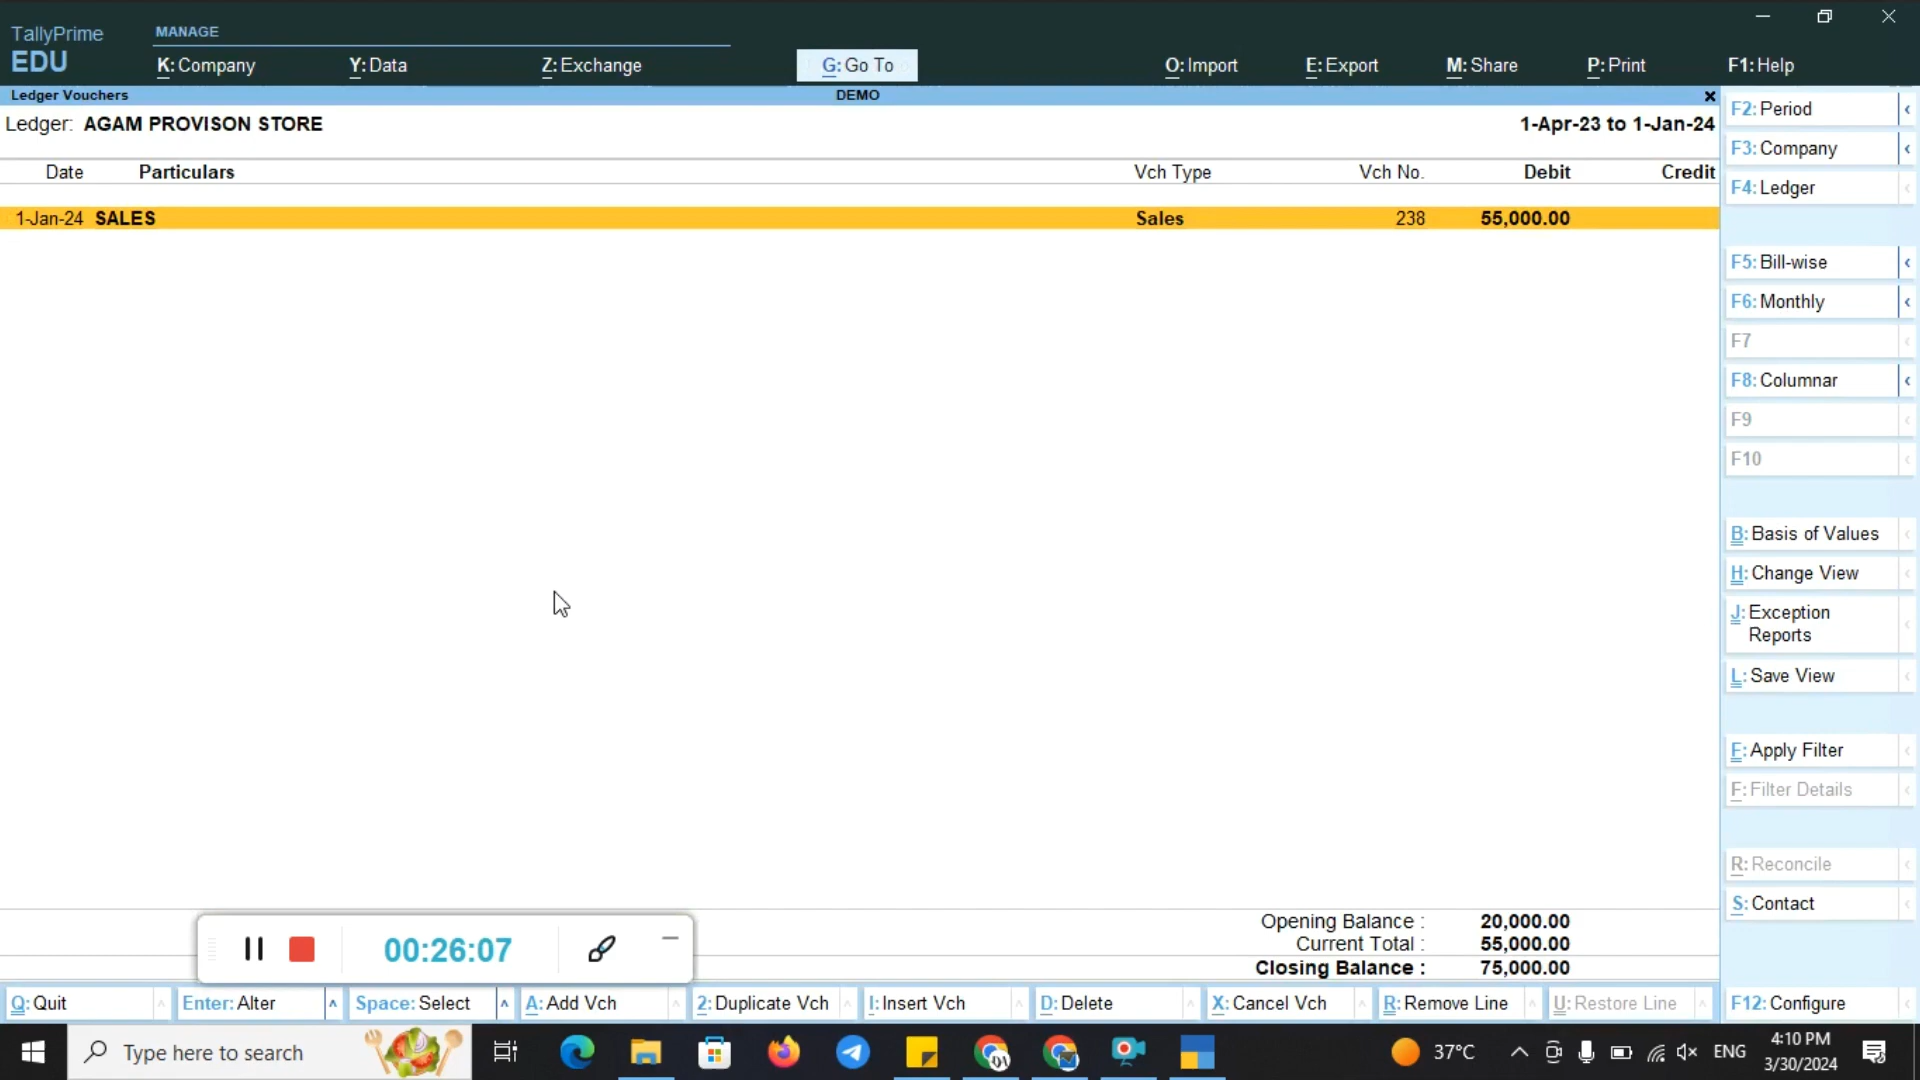 TallyPrime
EDU
MANAGE
K: Company
Y: Data
Z: Exchange
G: Go To
O: Import
E: Export
M: Share
P: Print
F1: Help
Ledger Vouchers
DEMO
Ledger: AGAM PROVISON STORE
1-Apr-23 to 1-Jan-24
Date Particulars Vch Type Vch No. Debit Credit
1-Jan-24 SALES Sales 238 55,000.00
Opening Balance : 20,000.00
Current Total : 55,000.00
Closing Balance : 75,000.00
F2: Period
F3: Company
F4: Ledger
F5: Bill-wise
F6: Monthly
F7
F8: Columnar
F9
F10
B: Basis of Values
H: Change View
J: Exception
Reports
L: Save View
F: Apply Filter
F: Filter Details
R: Reconcile
S: Contact
F12: Configure
00:26:07
Q: Quit
Enter: Alter
Space: Select
A: Add Vch
2: Duplicate Vch
I: Insert Vch
D: Delete
X: Cancel Vch
R: Remove Line
U: Restore Line
Type here to search
37°C
ENG
4:10 PM
3/30/2024